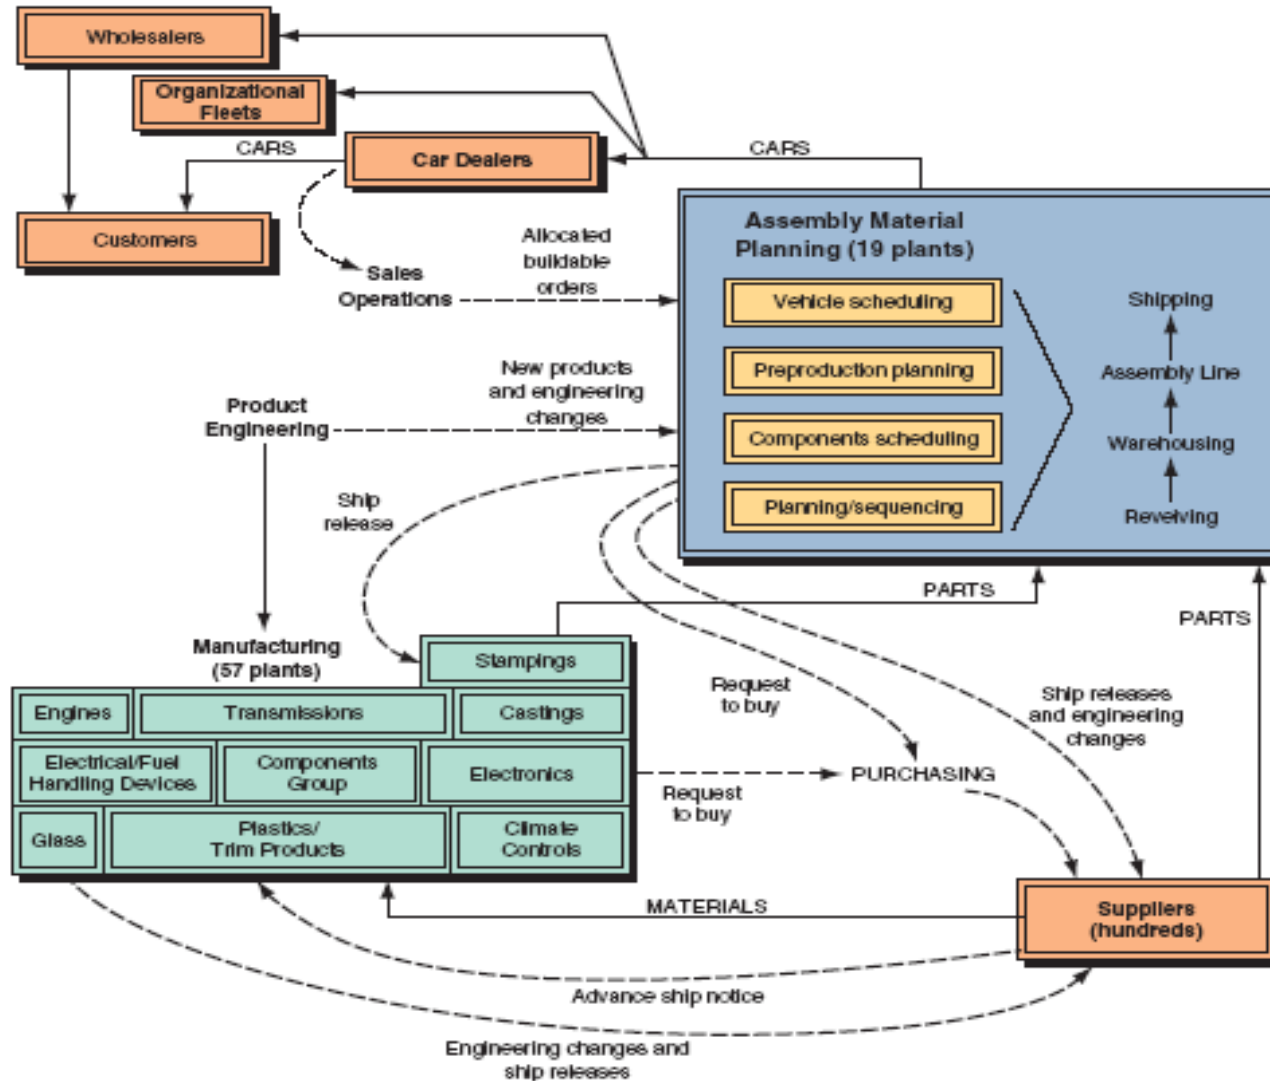 Wholesalers
Organizational
Fleets
CARS
Car Dealers
CARS
Customers
Sales
Operations
Allocated
buildable
orders
Assembly Material
Planning (19 plants)
Vehicle scheduling
Preproduction planning
Components scheduling
Planning/sequencing
Shipping
Assembly Line
Warehousing
Revelving
New products
and engineering
changes
Product
Engineering
Ship
release
PARTS
PARTS
Manufacturing
(57 plants)
Stampings
Engines
Transmissions
Castings
Electrical/Fuel
Handling Devices
Components
Group
Electronics
Glass
Plastics/
Trim Products
Climate
Controls
Request
to buy
Ship releases
and engineering
changes
PURCHASING
Request
to buy
MATERIALS
Suppliers
(hundreds)
Advance ship notice
Engineering changes and
ship releases